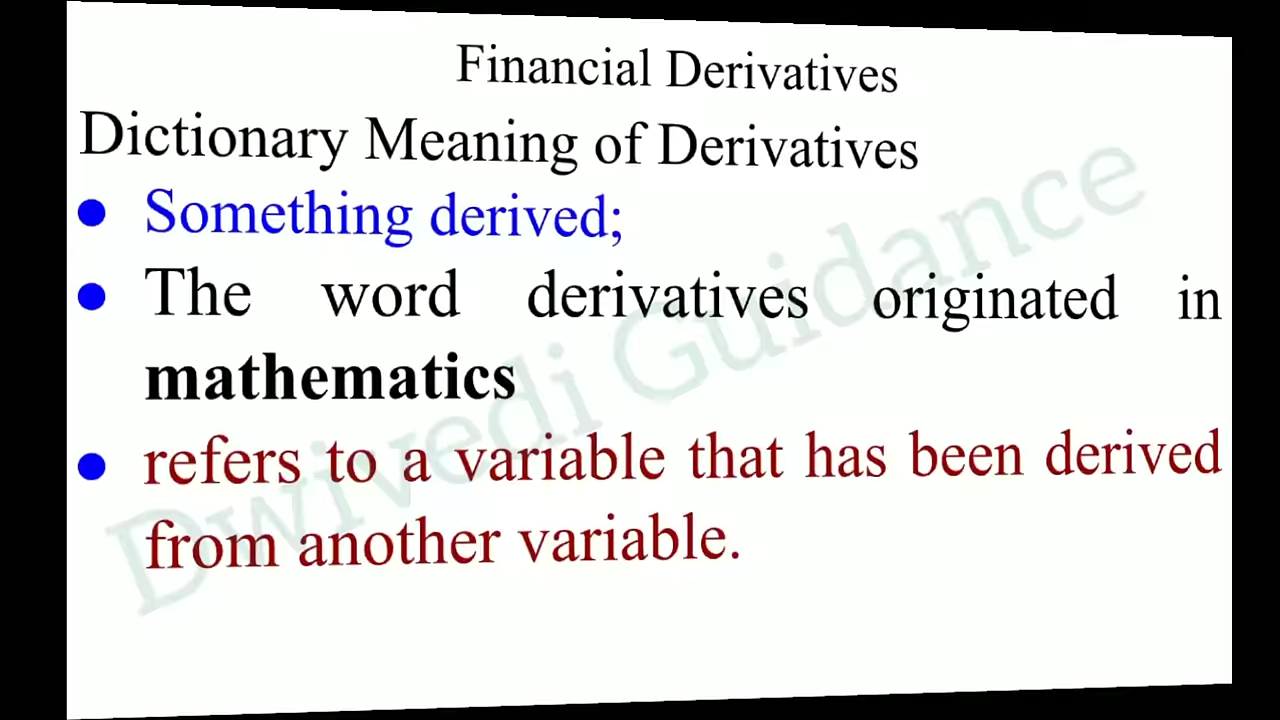 Financial Derivatives
Dictionary Meaning of Derivatives
● Something derived;
● The word derivatives originated in
mathematics
● refers to a variable that has been derived
from another variable.
Dwivedi Guidance